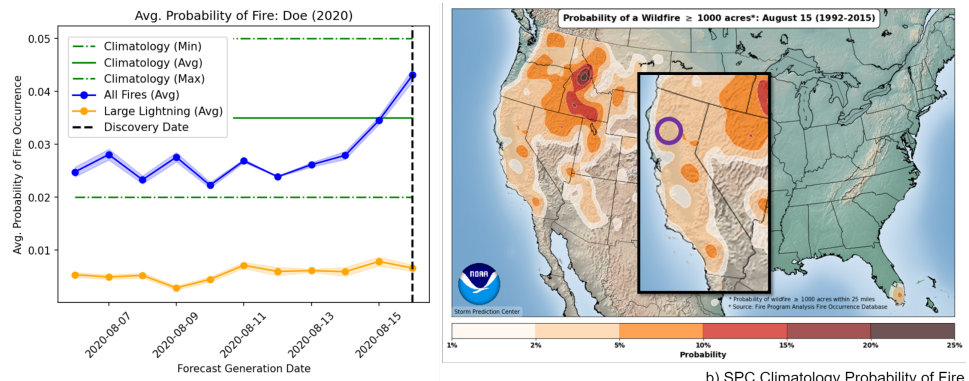 Avg. Probability of Fire: Doe (2020)
Avg. Probability of Fire Occurrence
0.05
0.04
0.03
0.02
0.01
Climatology (Min)
Climatology (Avg)
Climatology (Max)
All Fires (Avg)
Large Lightning (Avg)
Discovery Date
2020-08-07
2020-08-09
2020-08-11
2020-08-13
2020-08-15
Forecast Generation Date
Probability of a Wildfire ≥ 1000 acres*: August 15 (1992-2015)
NOAA
Storm Prediction Center
* Probability of wildfire ≥ 1000 acres within 25 miles
* Source: Fire Program Analysis Fire Occurrence Database
1% 2% 5% 10% 15% 20% 25%
Probability
b) SPC Climatology Probability of Fire